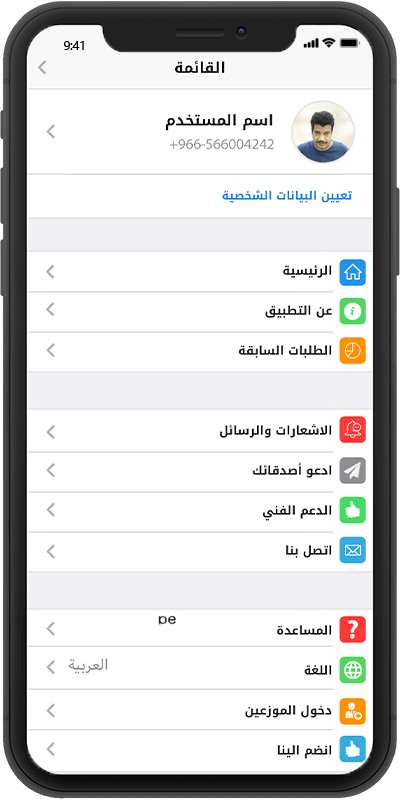 9:41
القائمة
اسم المستخدم
+966-566004242
تعيين البيانات الشخصية
الرئيسية
عن التطبيق
الطلبات السابقة
الاشعارات والرسائل
ادعو أصدقائك
الدعم الفني
اتصل بنا
pe
المساعدة
اللغة العربية
دخول الموزعين
انضم الينا